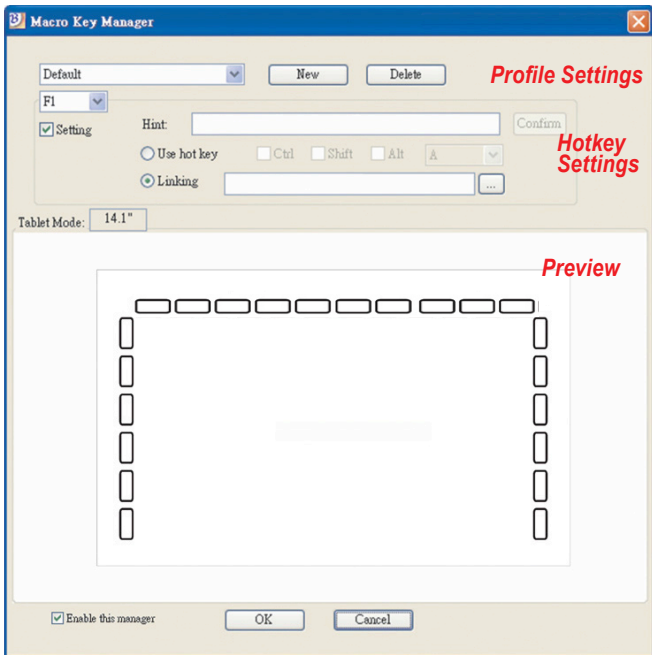 Macro Key Manager
Default
New
Delete
Profile Settings
F1
Setting
Hint:
Confirm
Use hot key
Ctrl
Shift
Alt
A
Hotkey
Settings
Linking
...
Tablet Mode:
14.1"
Preview
Enable this manager
OK
Cancel